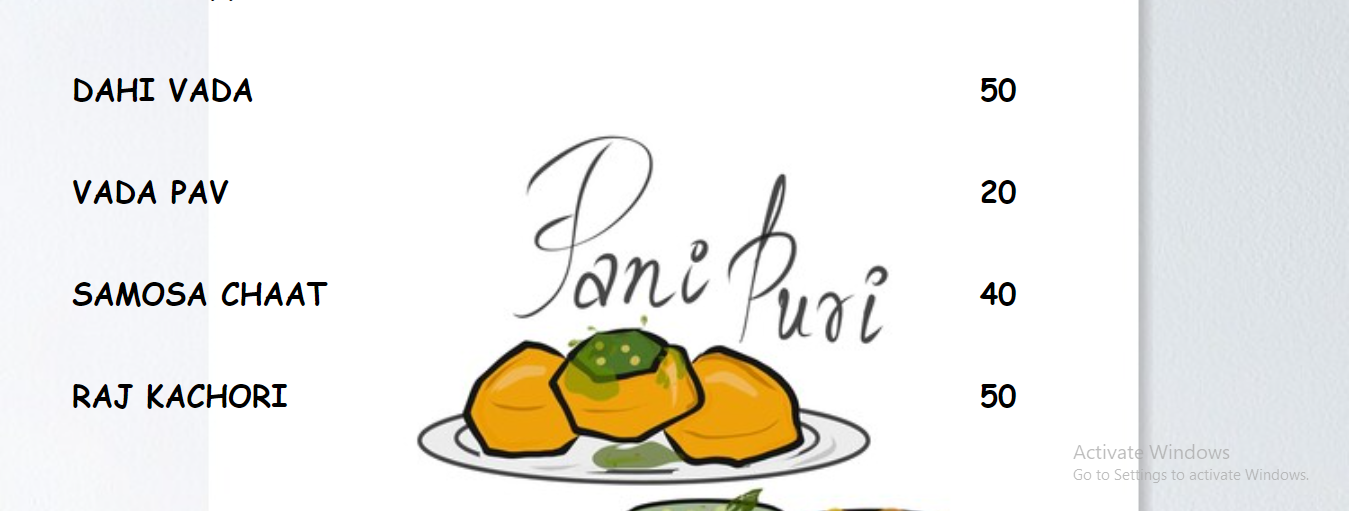 DAHI VADA 50
VADA PAV 20
Pani Puri
SAMOSA CHAAT 40
RAJ KACHORI 50
Activate Windows
Go to Settings to activate Windows.